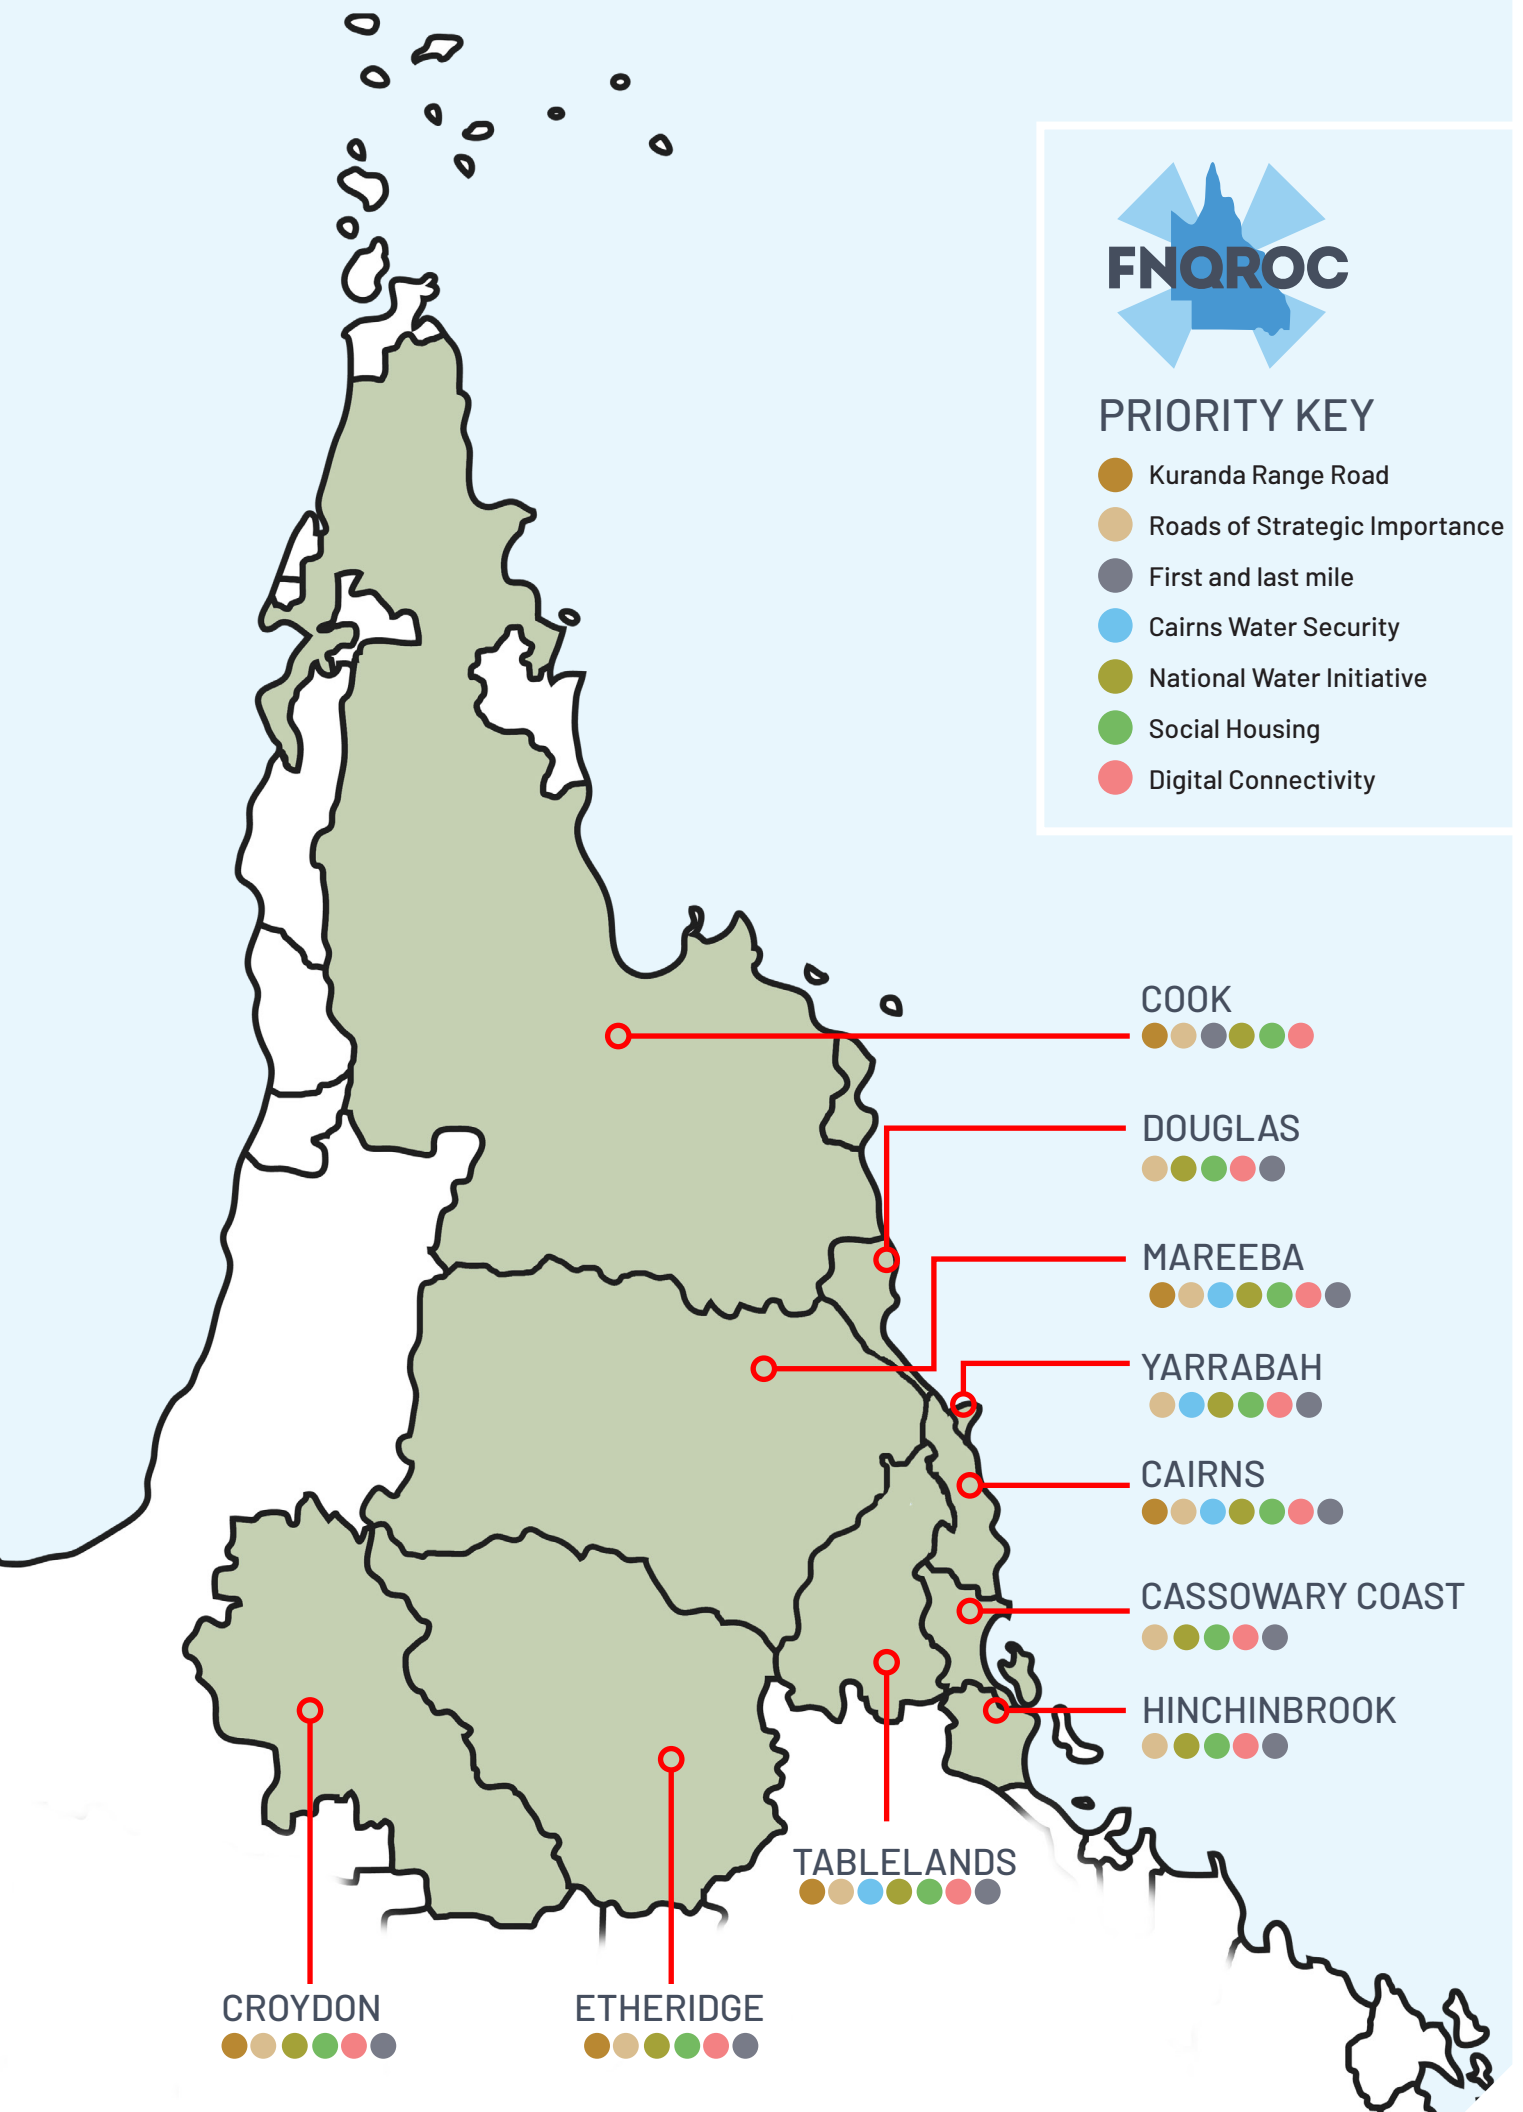 FNQROC
PRIORITY KEY
Kuranda Range Road
Roads of Strategic Importance
First and last mile
Cairns Water Security
National Water Initiative
Social Housing
Digital Connectivity
COOK
DOUGLAS
MAREEBA
YARRABAH
CAIRNS
CASSOWARY COAST
HINCHINBROOK
TABLELANDS
CROYDON
ETHERIDGE